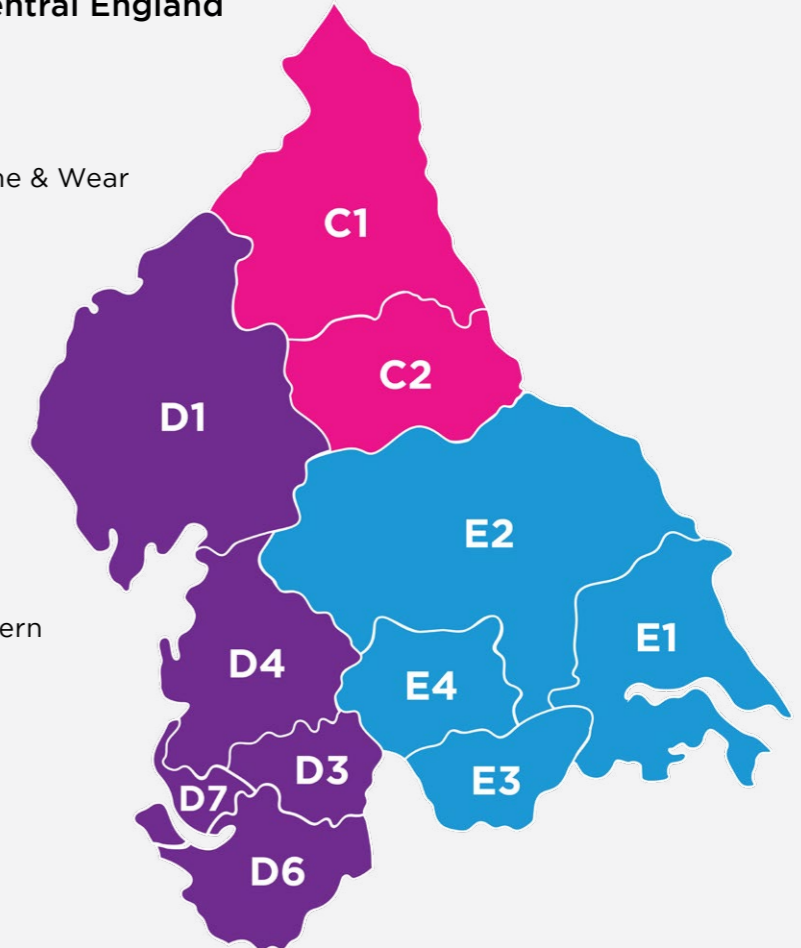 entral England
ne & Wear
C1
C2
D1
E2
ern
E1
D4
E4
D3
E3
D7
D6